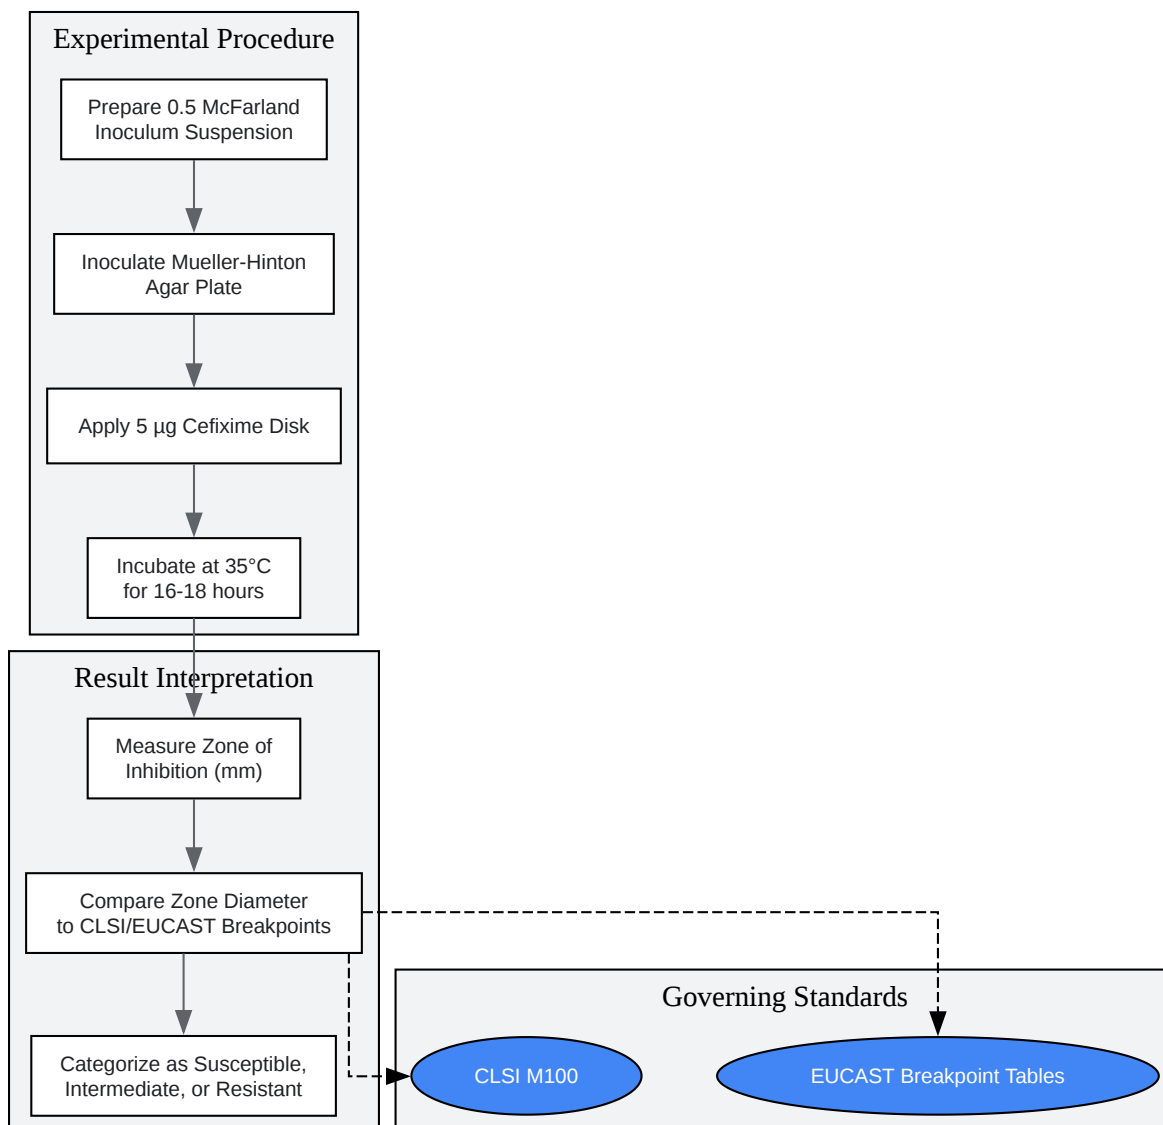 Experimental Procedure
Prepare 0.5 McFarland
Inoculum Suspension
Inoculate Mueller-Hinton
Agar Plate
Apply 5 µg Cefixime Disk
Incubate at 35°C
for 16-18 hours
Result Interpretation
Measure Zone of
Inhibition (mm)
Compare Zone Diameter
to CLSI/EUCAST Breakpoints
Categorize as Susceptible,
Intermediate, or Resistant
Governing Standards
CLSI M100
EUCAST Breakpoint Tables